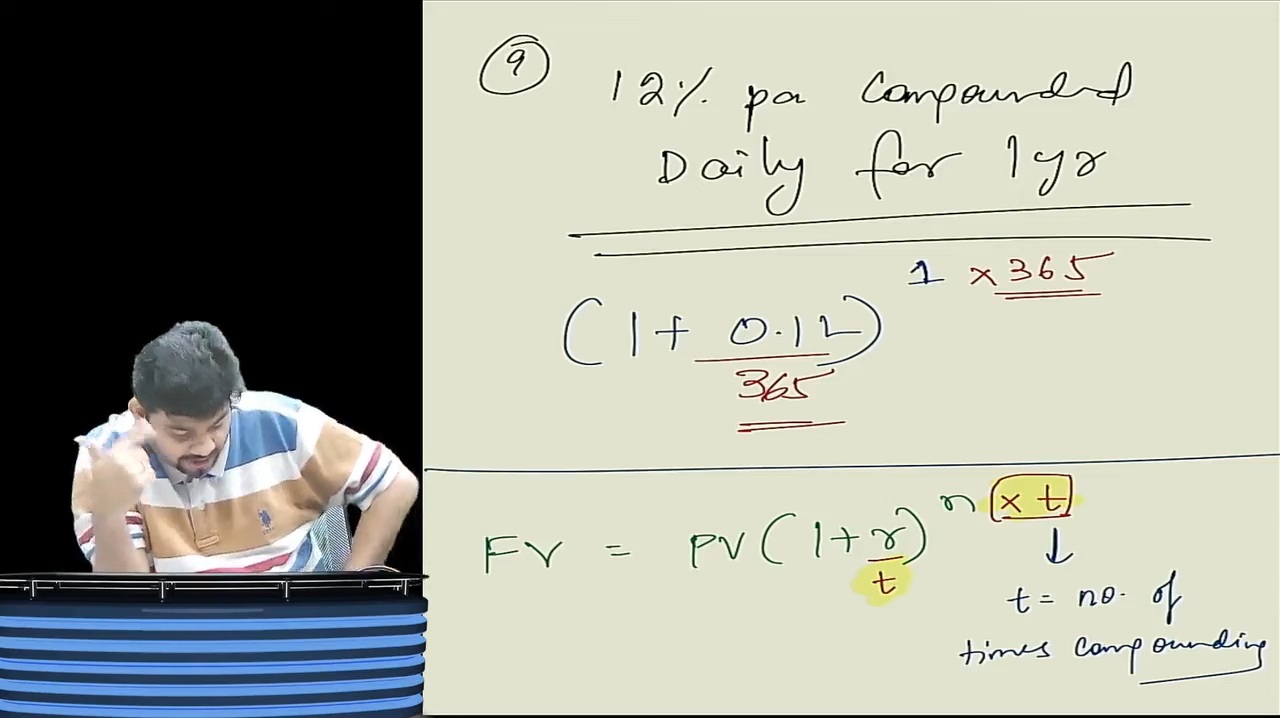 9
12% pa Compounded
Daily for 1yr
(1 + 0.12/365)^1 × 365
FV = PV(1 + r/t)^n × t
t = no. of
times compounding